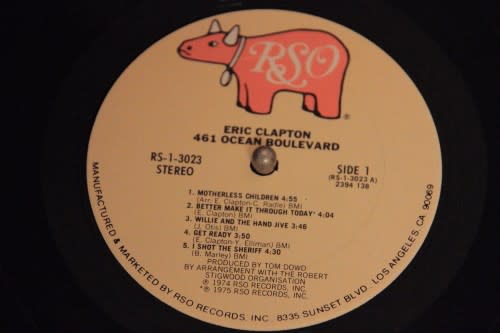 RSO
ERIC CLAPTON
461 OCEAN BOULEVARD
RS-1-3023
STEREO
SIDE 1
(RS-1-3023 A)
2394 138
1. MOTHERLESS CHILDREN 4:55
(Arr. E. Clapton-C. Radle) BMI
2. BETTER MAKE IT THROUGH TODAY* 4:04
(E. Clapton) BMI
3. WILLIE AND THE HAND JIVE 3:46
(J. Otis) BMI
4. GET READY 3:50
(E. Clapton-Y. Elliman) BMI
5. I SHOT THE SHERIFF 4:30
(B. Marley) BMI
PRODUCED BY TOM DOWD
BY ARRANGEMENT WITH THE ROBERT
STIGWOOD ORGANISATION
℗ 1974 RSO RECORDS, INC.
*℗ 1975 RSO RECORDS, INC.
MANUFACTURED & MARKETED BY RSO RECORDS, INC. 8335 SUNSET BLVD. LOS ANGELES, CA. 90069